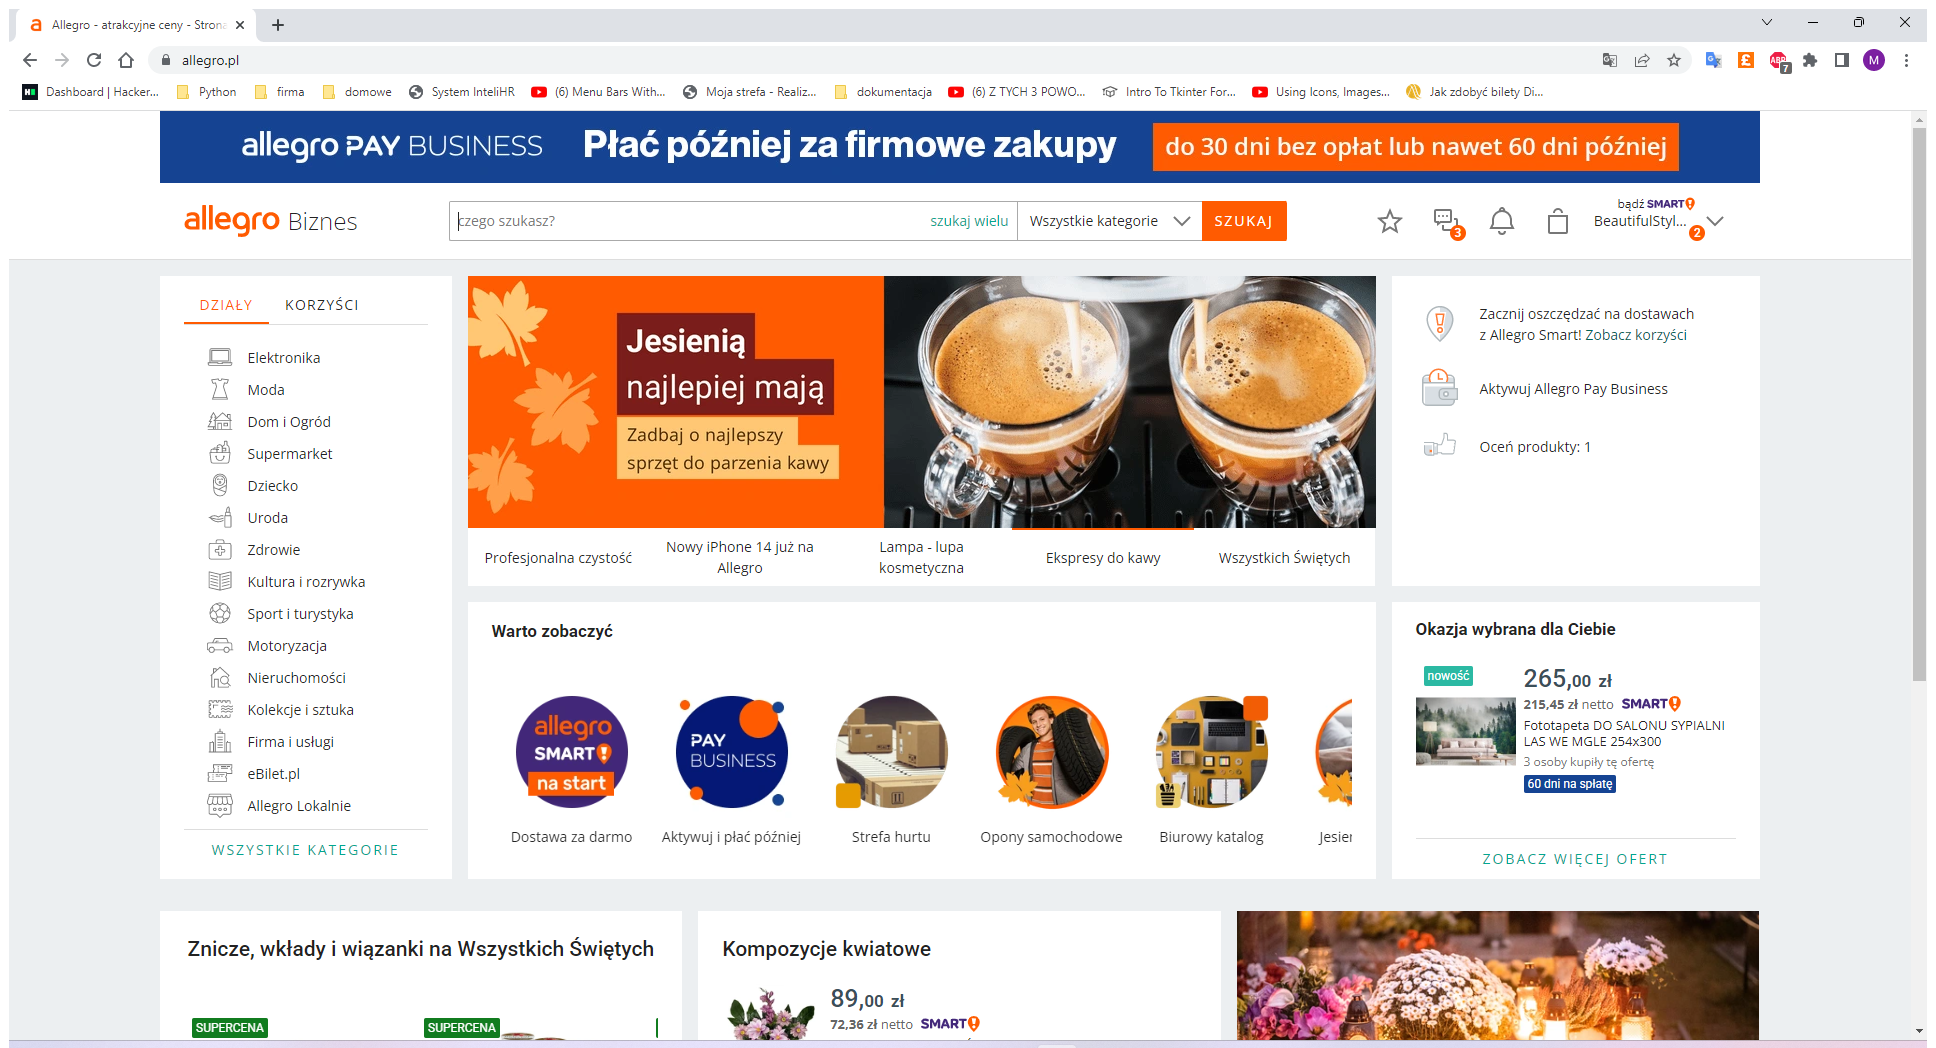 Allegro - atrakcyjne ceny - Strona
allegro.pl
7
M
Dashboard | Hacker...
Python
firma
domowe
System InteliHR
(6) Menu Bars With...
Moja strefa - Realiz...
dokumentacja
(6) Z TYCH 3 POWO...
Intro To Tkinter For...
Using Icons, Images...
Jak zdobyć bilety Di...
allegro PAY BUSINESS Płać później za firmowe zakupy do 30 dni bez opłat lub nawet 60 dni później
allegro Biznes
czego szukasz?
szukaj wielu
Wszystkie kategorie
SZUKAJ
3
bądź SMART!
BeautifulStyl...
2
DZIAŁY KORZYŚCI
Elektronika
Moda
Dom i Ogród
Supermarket
Dziecko
Uroda
Zdrowie
Kultura i rozrywka
Sport i turystyka
Motoryzacja
Nieruchomości
Kolekcje i sztuka
Firma i usługi
eBilet.pl
Allegro Lokalnie
WSZYSTKIE KATEGORIE
Jesienią
najlepiej mają
Zadbaj o najlepszy
sprzęt do parzenia kawy
Profesjonalna czystość
Nowy iPhone 14 już na
Allegro
Lampa - lupa
kosmetyczna
Ekspresy do kawy
Wszystkich Świętych
Zacznij oszczędzać na dostawach
z Allegro Smart! Zobacz korzyści
Aktywuj Allegro Pay Business
Oceń produkty: 1
Warto zobaczyć
allegro
SMART!
na start
Dostawa za darmo
PAY
BUSINESS
Aktywuj i płać później
Strefa hurtu
Opony samochodowe
Biurowy katalog
Jesier
Okazja wybrana dla Ciebie
nowość
265,00 zł
215,45 zł netto SMART!
Fototapeta DO SALONU SYPIALNI
LAS WE MGLE 254x300
3 osoby kupiły tę ofertę
60 dni na spłatę
ZOBACZ WIĘCEJ OFERT
Znicze, wkłady i wiązanki na Wszystkich Świętych
SUPERCENA
SUPERCENA
Kompozycje kwiatowe
89,00 zł
72,36 zł netto SMART!